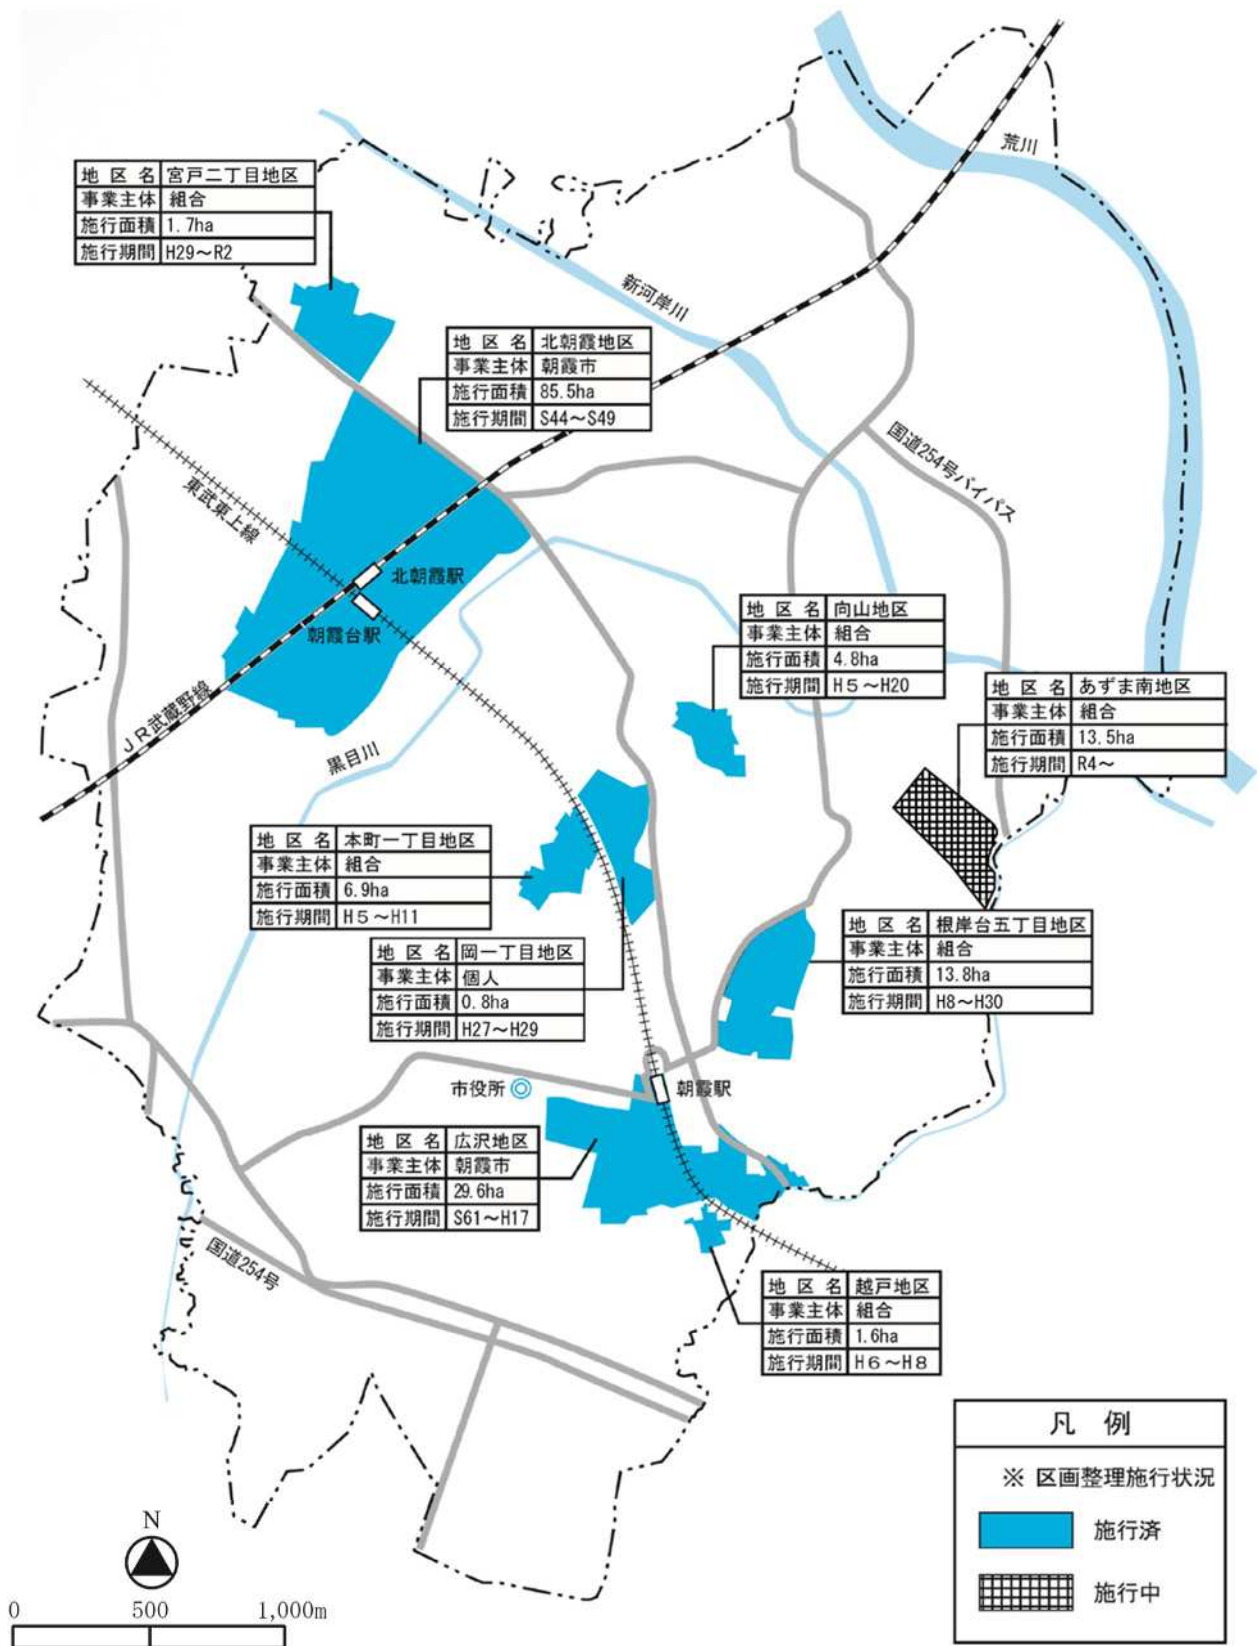 荒川
地 区 名 宮戸二丁目地区
事業主体 組合
施行面積 1.7ha
施行期間 H29～R2
新河岸川
地 区 名 北朝霞地区
事業主体 朝霞市
施行面積 85.5ha
施行期間 S44～S49
国道254号バイパス
東武東上線
北朝霞駅
朝霞台駅
JR武蔵野線
黒目川
地 区 名 向山地区
事業主体 組合
施行面積 4.8ha
施行期間 H5～H20
地 区 名 あずま南地区
事業主体 組合
施行面積 13.5ha
施行期間 R4～
地 区 名 本町一丁目地区
事業主体 組合
施行面積 6.9ha
施行期間 H5～H11
地 区 名 岡一丁目地区
事業主体 個人
施行面積 0.8ha
施行期間 H27～H29
地 区 名 根岸台五丁目地区
事業主体 組合
施行面積 13.8ha
施行期間 H8～H30
市役所
朝霞駅
地 区 名 広沢地区
事業主体 朝霞市
施行面積 29.6ha
施行期間 S61～H17
国道254号
地 区 名 越戸地区
事業主体 組合
施行面積 1.6ha
施行期間 H6～H8
凡 例
※ 区画整理施行状況
施行済
施行中
N
0 500 1,000m